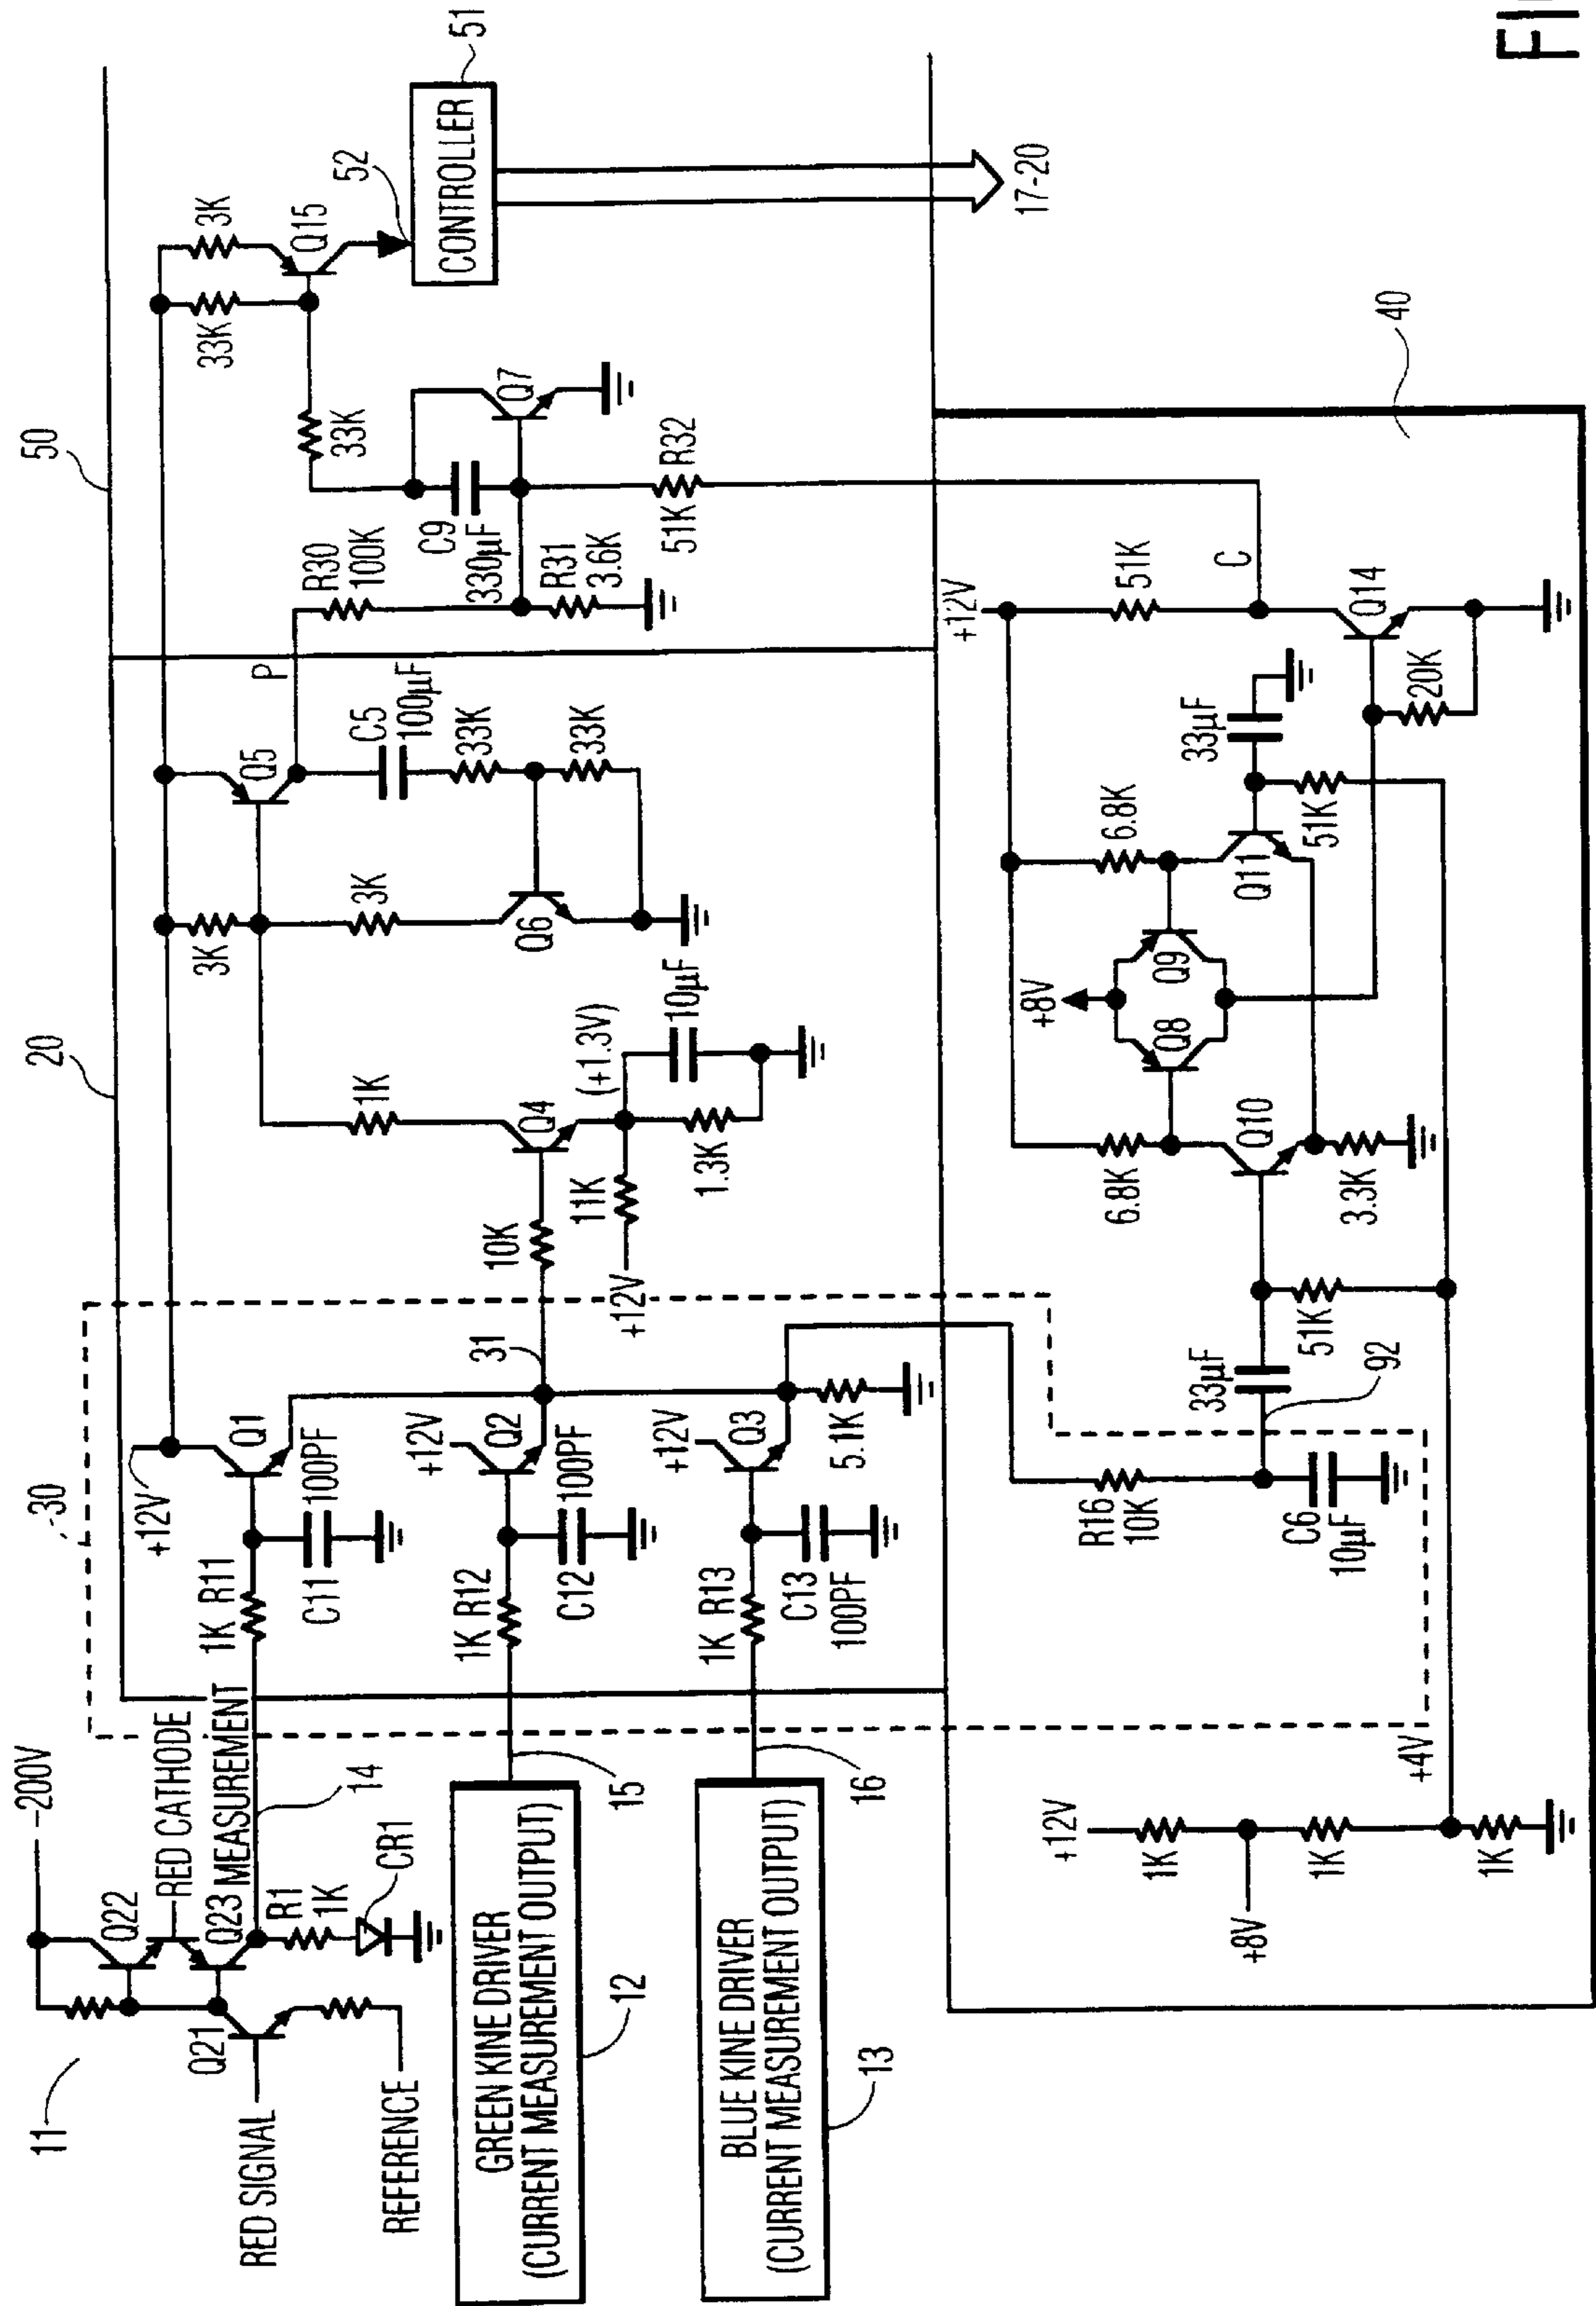 11
RED SIGNAL
REFERENCE
Q21
Q22
Q23
-200V
RED CATHODE
MEASUREMENT
R1
1K
CR1
14
GREEN KINE DRIVER
(CURRENT MEASUREMENT OUTPUT)
12
15
BLUE KINE DRIVER
(CURRENT MEASUREMENT OUTPUT)
13
16
30
+12V
1K R11
C11
100PF
Q1
1K R12
C12
100PF
+12V
Q2
1K R13
C13
100PF
+12V
Q3
5.1K
31
20
10K
+12V
11K
Q4
(+1.3V)
1.3K
10µF
1K
3K
3K
Q6
Q5
P
C5
100µF
33K
33K
50
R30
100K
R31
3.6K
C9
330µF
Q7
51K
R32
33K
33K
3K
Q15
52
CONTROLLER
51
17-20
R16
10K
C6
10µF
92
33µF
51K
+12V
1K
+8V
1K
+4V
1K
6.8K
Q10
3.3K
+8V
Q8
Q9
6.8K
Q11
33µF
51K
+12V
51K
C
Q14
20K
40